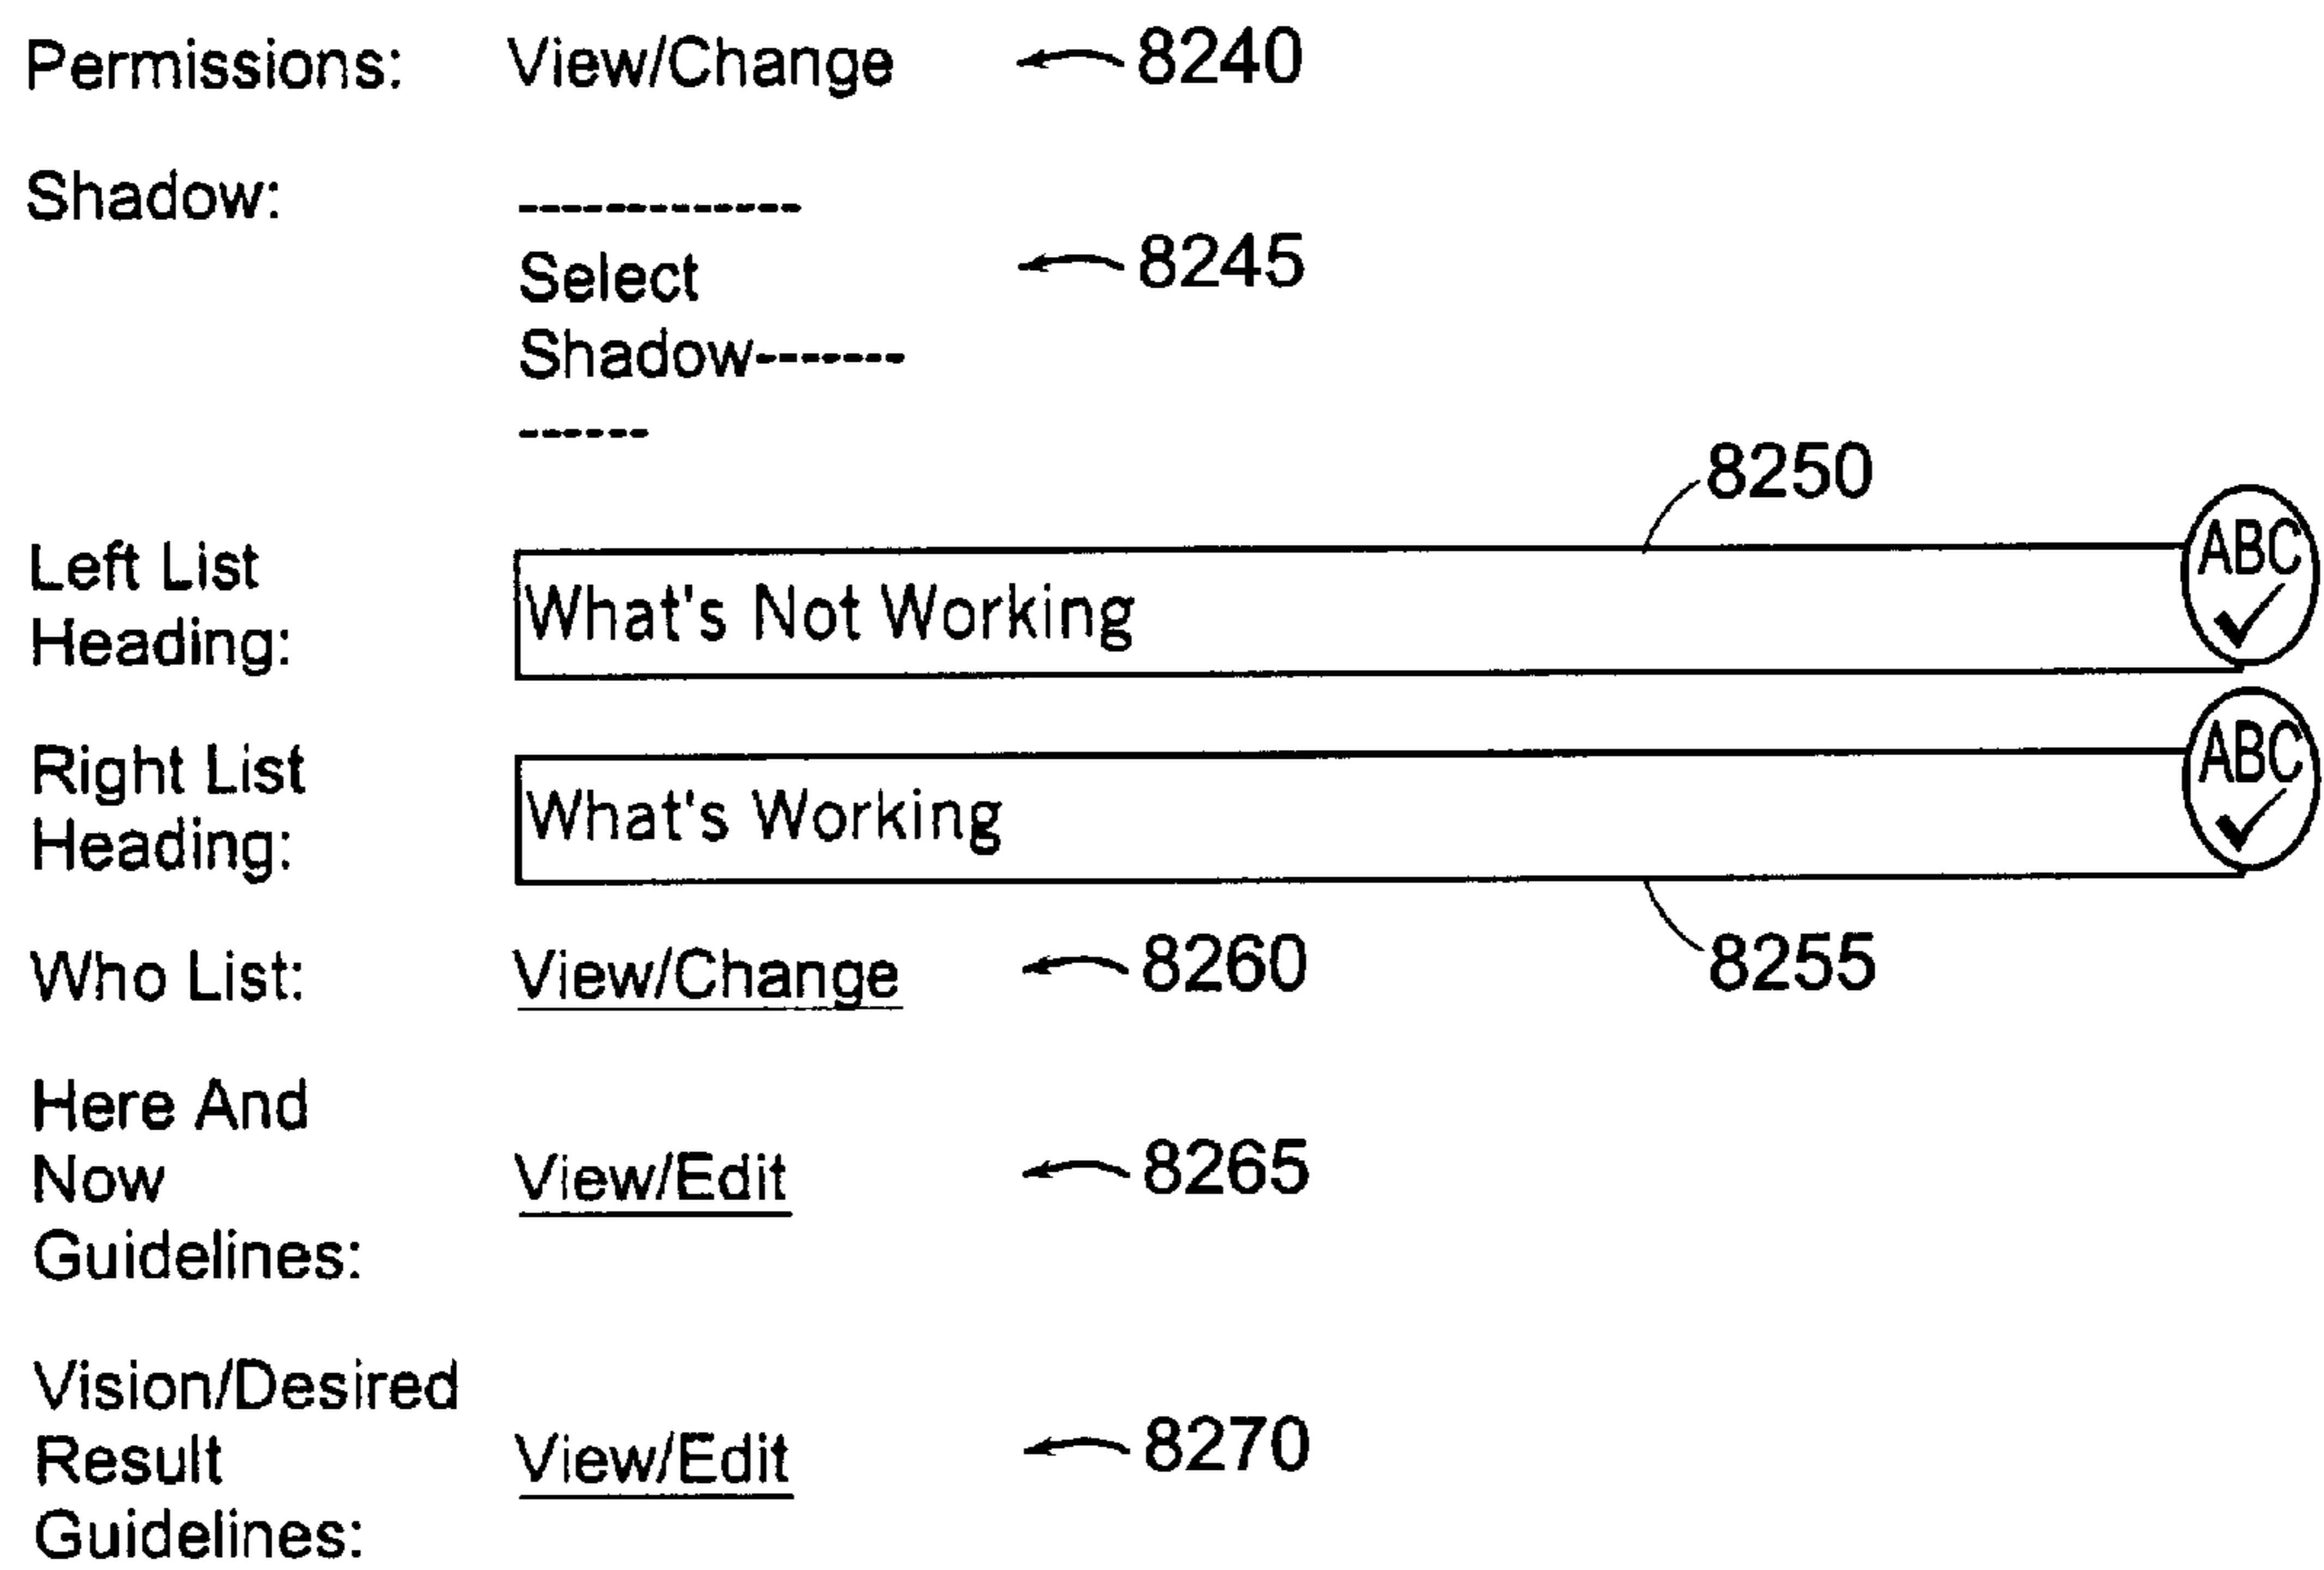 Permissions: View/Change 8240
Shadow: -------------
Select 8245
Shadow-------
------
8250
Left List
Heading:
What's Not Working
ABC
Right List
Heading:
What's Working
ABC
8255
Who List: View/Change 8260
Here And
Now View/Edit 8265
Guidelines:
Vision/Desired
Result View/Edit 8270
Guidelines: